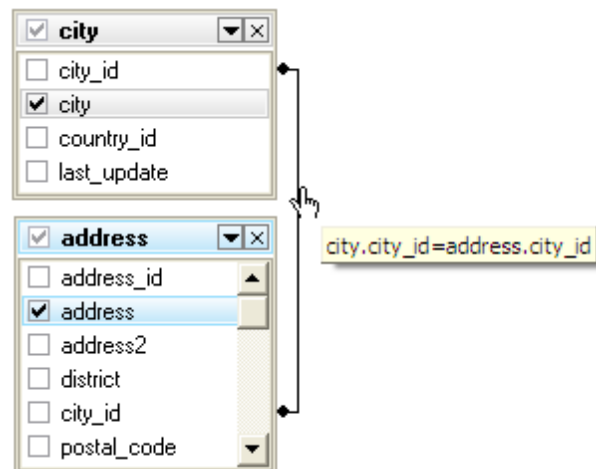 city
city_id
city
country_id
last_update
address
city.city_id=address.city_id
address_id
address
address2
district
city_id
postal_code